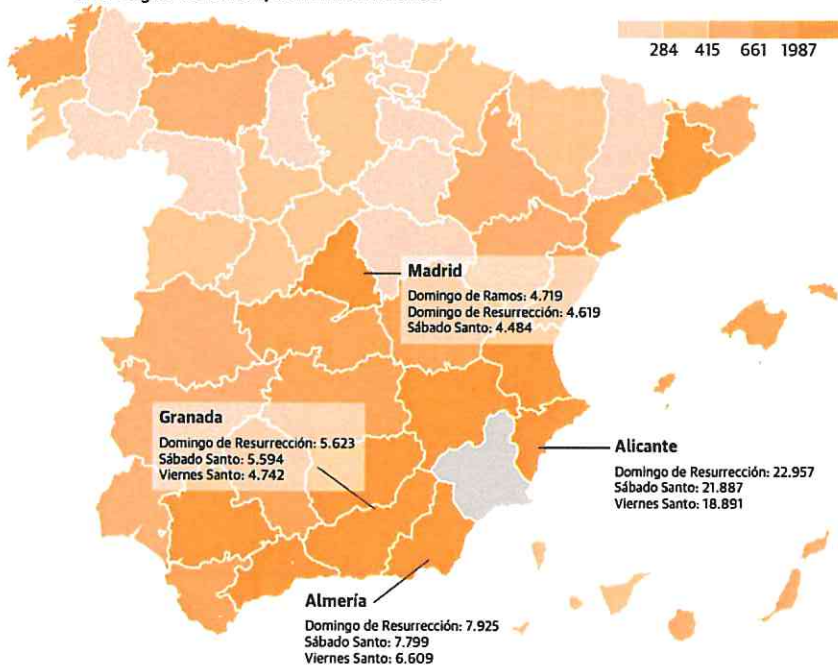 284 415 661 1987
Madrid
Domingo de Ramos: 4.719
Domingo de Resurrección: 4.619
Sábado Santo: 4.484
Granada
Domingo de Resurrección: 5.623
Sábado Santo: 5.594
Viernes Santo: 4.742
Alicante
Domingo de Resurrección: 22.957
Sábado Santo: 21.887
Viernes Santo: 18.891
Almería
Domingo de Resurrección: 7.925
Sábado Santo: 7.799
Viernes Santo: 6.609